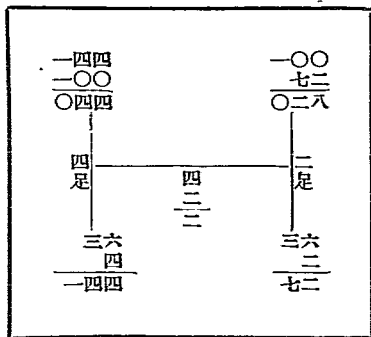 一四四
一〇〇
〇四四
四足
三六
四
一四四
四
二
二
一〇〇
七二
〇二八
二足
三六
二
七二